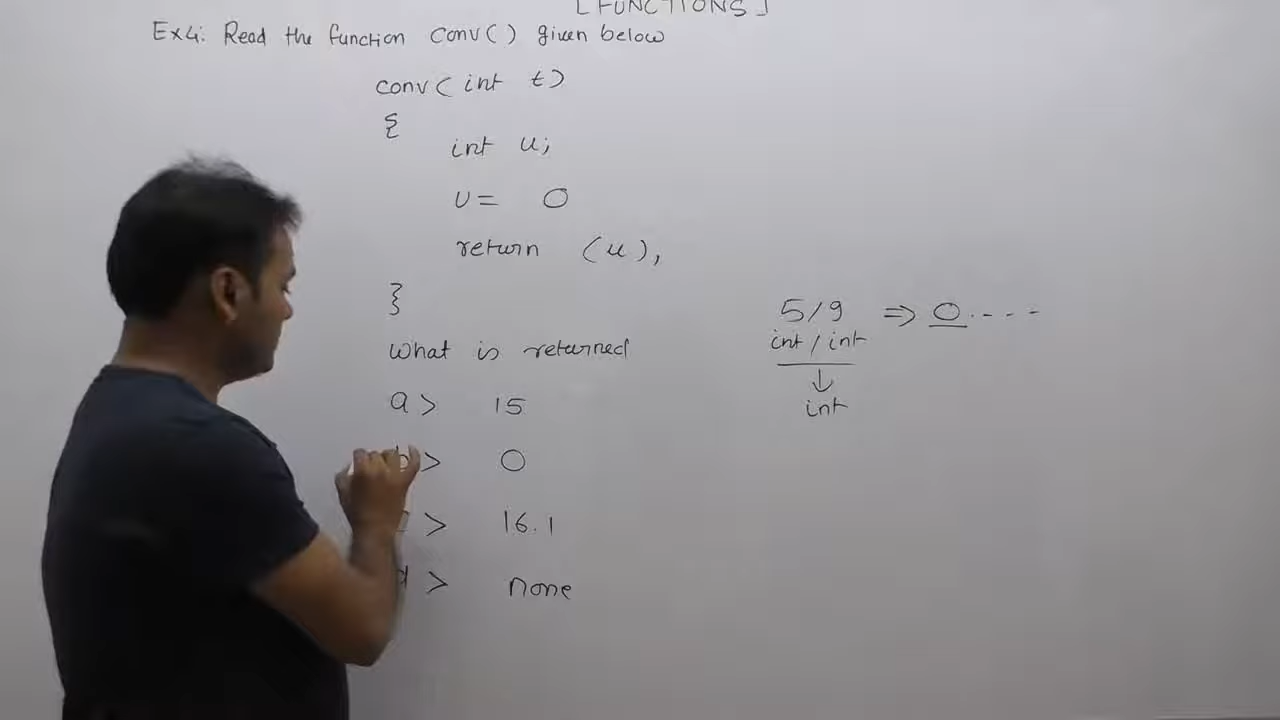 [FUNCTIONS]
Ex4: Read the function conv() given below
conv( int t)
{
int u;
u= 0
return (u),
}
What is returned
a> 15
b> 0
> 16.1
d> none
5/9 => 0.---
int / int
↓
int